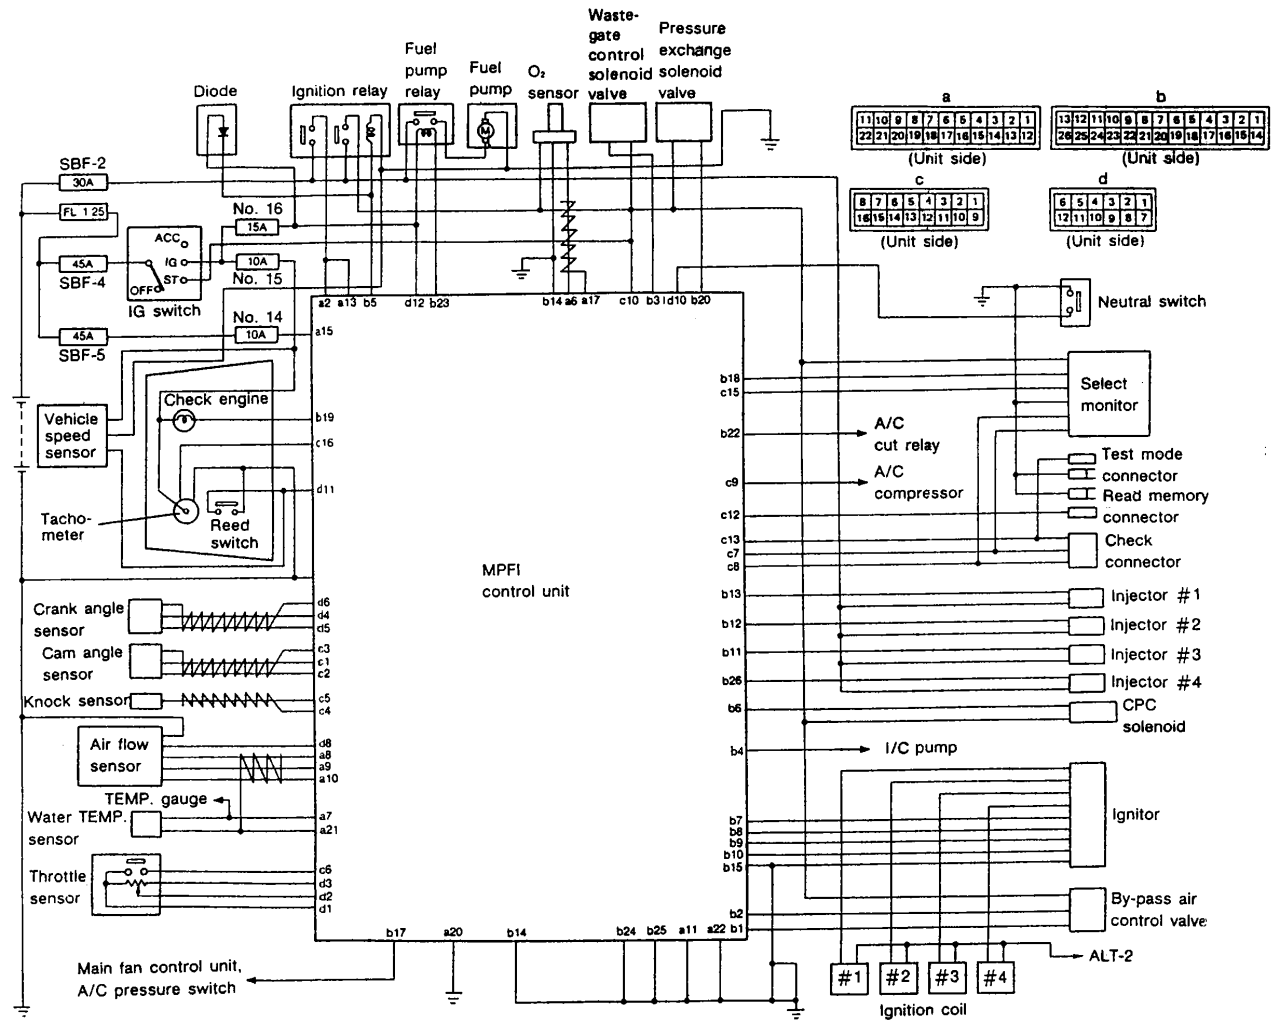 Waste-
gate
control
solenoid
valve
Pressure
exchange
solenoid
valve
Fuel
pump
relay
Fuel
pump
O2
sensor
Diode
Ignition relay
M
a
11 10 9 8 7 6 5 4 3 2 1
22 21 20 19 18 17 16 15 14 13 12
(Unit side)
b
13 12 11 10 9 8 7 6 5 4 3 2 1
26 25 24 23 22 21 20 19 18 17 16 15 14
(Unit side)
c
8 7 6 5 4 3 2 1
16 15 14 13 12 11 10 9
(Unit side)
d
6 5 4 3 2 1
12 11 10 9 8 7
(Unit side)
SBF-2
30A
FL 1.25
No. 16
15A
ACC
IG
ST
OFF
IG switch
45A
SBF-4
10A
No. 15
No. 14
10A
45A
SBF-5
a2 a13 b5 d12 b23 b14 a6 a17 c10 b31 d10 b20
a15
Neutral switch
Vehicle
speed
sensor
Check engine
b19
c16
d11
Tacho-
meter
Reed
switch
MPFI
control unit
b18
c15
b22
c9
c12
c13
c7
c8
b13
b12
b11
b26
b6
b4
b7
b8
b9
b10
b15
b2
b1
Select
monitor
A/C
cut relay
A/C
compressor
Test mode
connector
Read memory
connector
Check
connector
Injector #1
Injector #2
Injector #3
Injector #4
CPC
solenoid
I/C pump
Ignitor
By-pass air
control valve
Crank angle
sensor
d6
d4
d5
Cam angle
sensor
c3
c1
c2
Knock sensor
c5
c4
Air flow
sensor
d8
a8
a9
a10
TEMP. gauge
Water TEMP.
sensor
a7
a21
Throttle
sensor
c6
d3
d2
d1
b17 a20 b14 b24 b25 a11 a22
Main fan control unit,
A/C pressure switch
#1 #2 #3 #4
ALT-2
Ignition coil